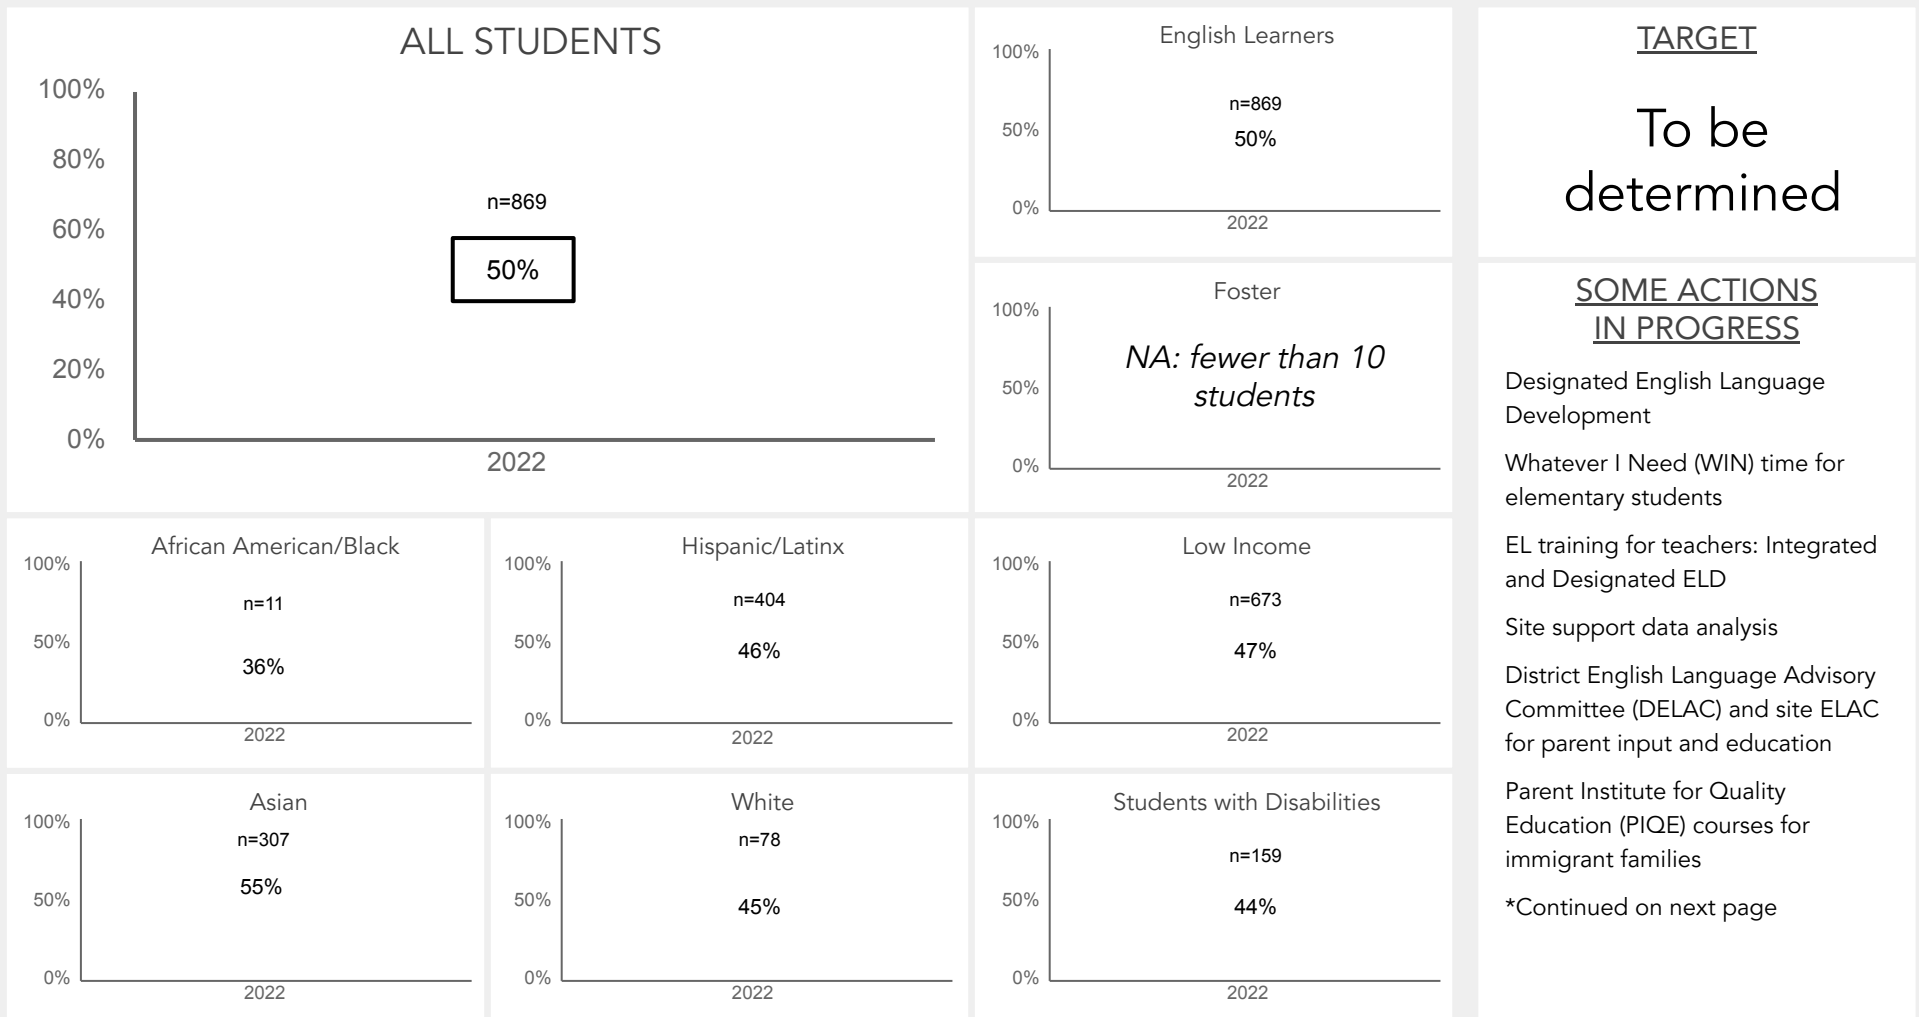 ALL STUDENTS
100%
80%
60%
40%
20%
0%
n=869
50%
2022
English Learners
100%
50%
0%
n=869
50%
2022
Foster
100%
50%
0%
NA: fewer than 10
students
2022
African American/Black
100%
50%
0%
n=11
36%
2022
Hispanic/Latinx
100%
50%
0%
n=404
46%
2022
Low Income
100%
50%
0%
n=673
47%
2022
Asian
100%
50%
0%
n=307
55%
2022
White
100%
50%
0%
n=78
45%
2022
Students with Disabilities
100%
50%
0%
n=159
44%
2022
TARGET
To be
determined
SOME ACTIONS
IN PROGRESS
Designated English Language
Development
Whatever I Need (WIN) time for
elementary students
EL training for teachers: Integrated
and Designated ELD
Site support data analysis
District English Language Advisory
Committee (DELAC) and site ELAC
for parent input and education
Parent Institute for Quality
Education (PIQE) courses for
immigrant families
*Continued on next page